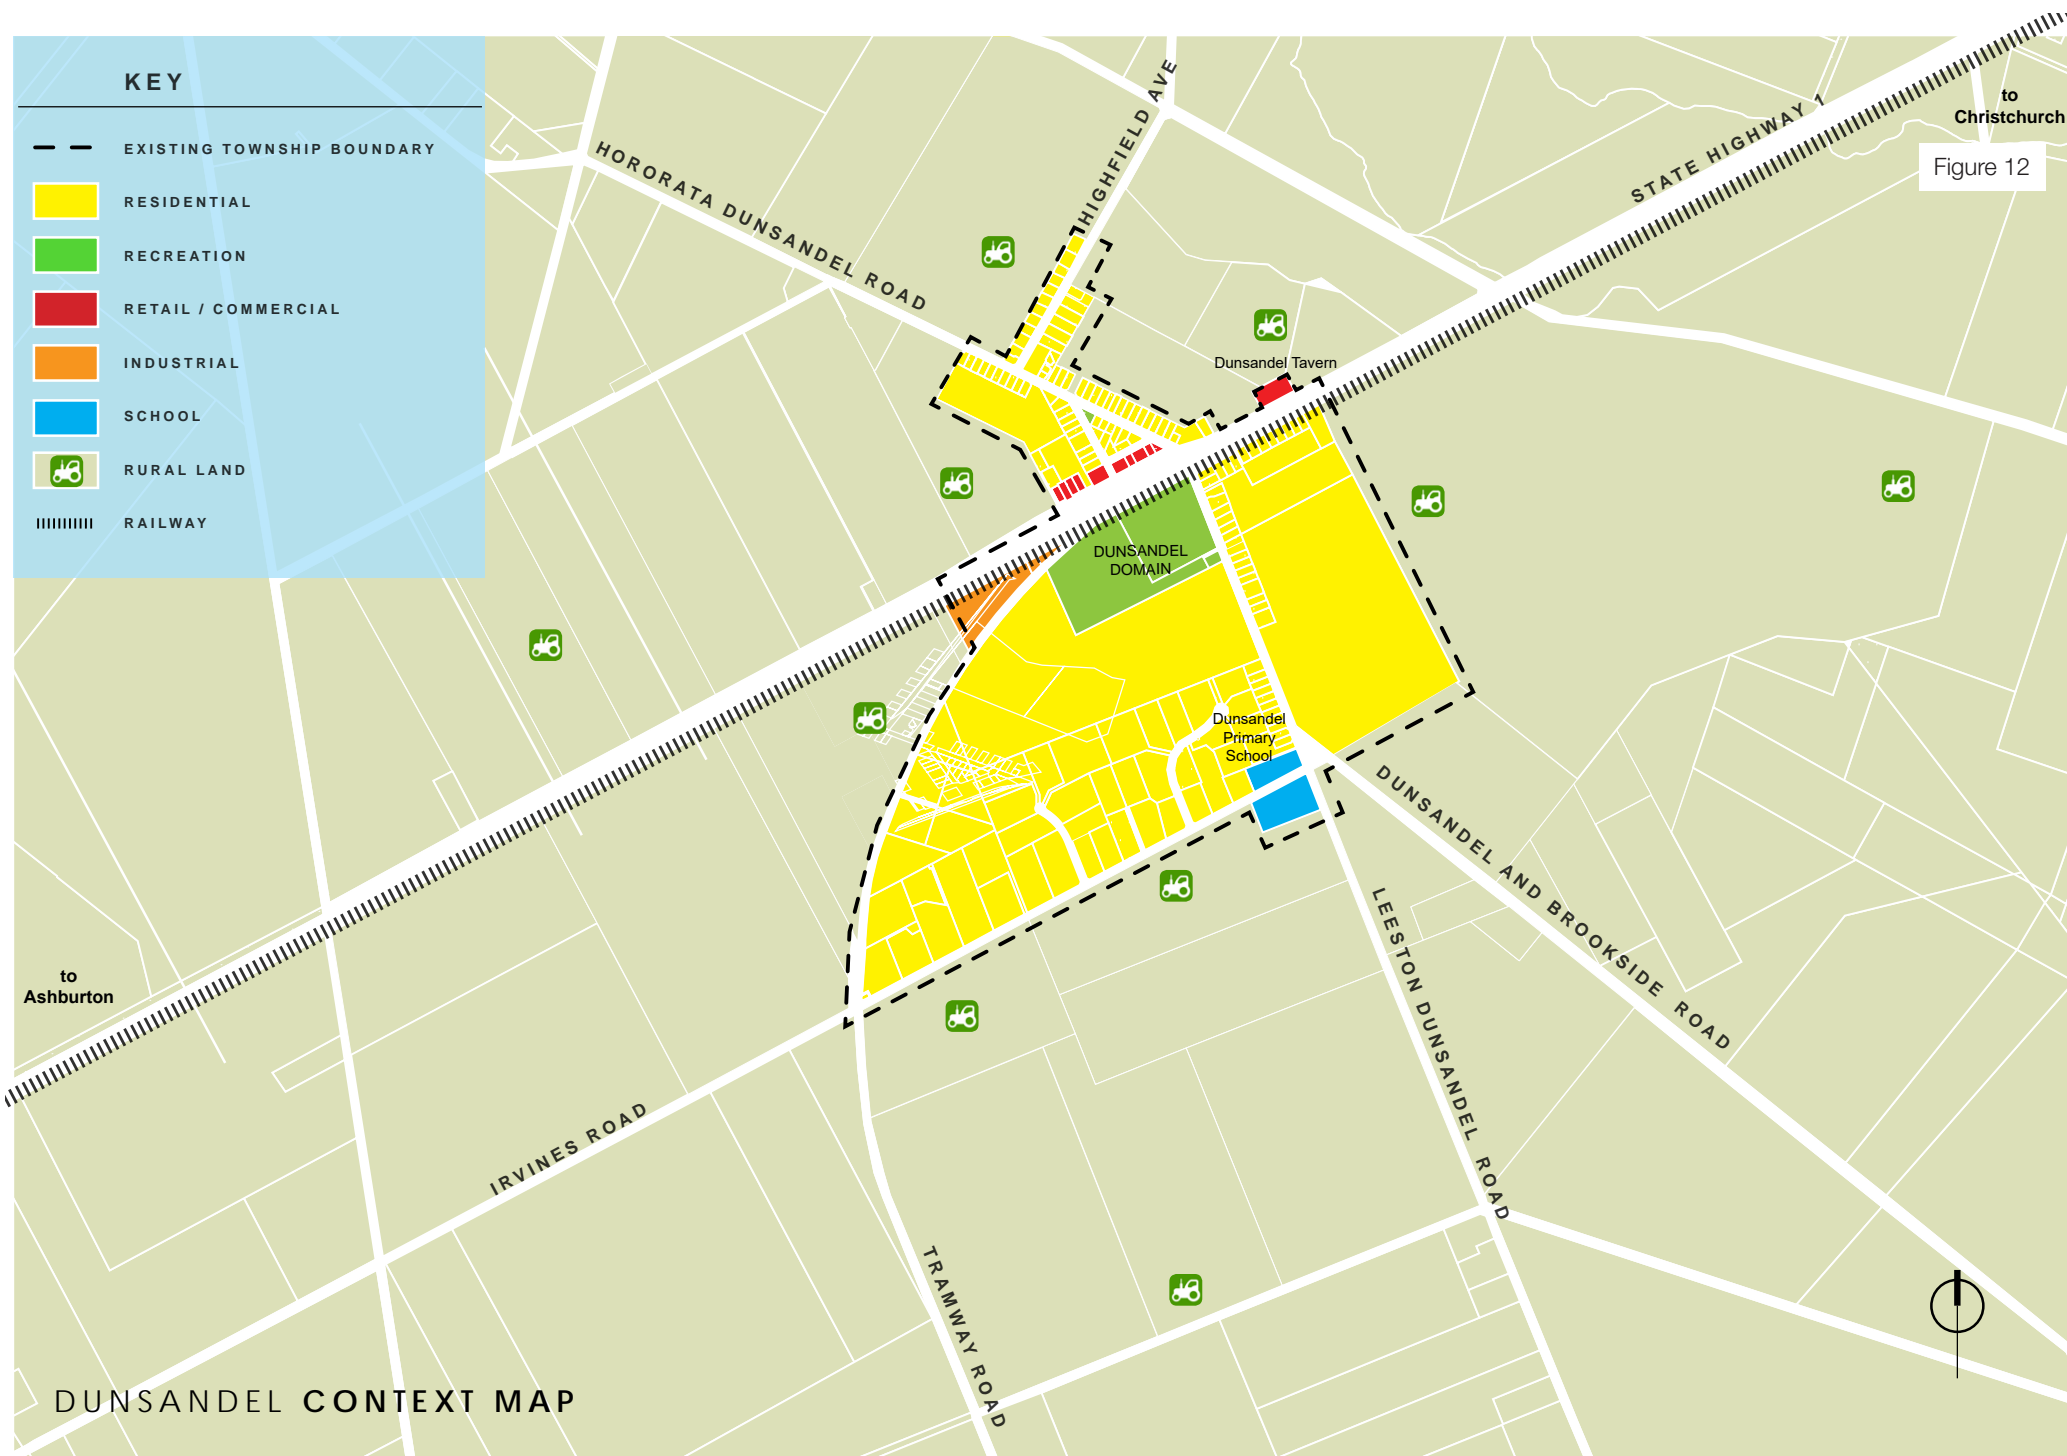 KEY
EXISTING TOWNSHIP BOUNDARY
RESIDENTIAL
RECREATION
RETAIL / COMMERCIAL
INDUSTRIAL
SCHOOL
RURAL LAND
RAILWAY
HORORATA DUNSANDEL ROAD
HIGHFIELD AVE
STATE HIGHWAY 1
to
Christchurch
Figure 12
Dunsandel Tavern
DUNSANDEL
DOMAIN
Dunsandel
Primary
School
DUNSANDEL AND BROOKSIDE ROAD
LEESTON DUNSANDEL ROAD
to
Ashburton
IRVINES ROAD
TRAMWAY ROAD
DUNSANDEL CONTEXT MAP